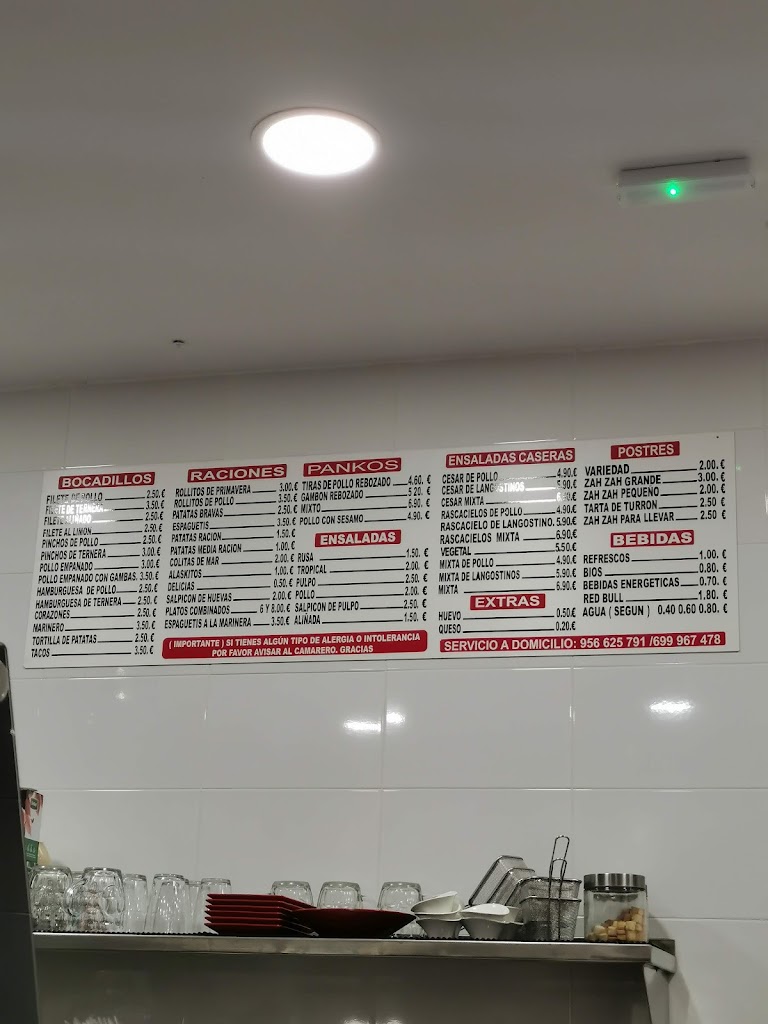 BOCADILLOS
FILETE DE POLLO 2.50. €
FILETE DE TERNERA 3.50. €
FILETE ALIÑADO 2.50. €
FILETE AL LIMON 2.50. €
PINCHOS DE POLLO 2.50. €
PINCHOS DE TERNERA 3.00. €
POLLO EMPANADO 3.00. €
POLLO EMPANADO CON GAMBAS. 3.50. €
HAMBURGUESA DE POLLO 2.50. €
HAMBURGUESA DE TERNERA 2.50. €
CORAZONES 2.50. €
MARINERO 3.50. €
TORTILLA DE PATATAS 2.50. €
TACOS 3.50. €
RACIONES
ROLLITOS DE PRIMAVERA 3.00. €
ROLLITOS DE POLLO 3.50. €
PATATAS BRAVAS 2.50. €
ESPAGUETIS 3.50. €
PATATAS RACION 1.50. €
PATATAS MEDIA RACION 1.00. €
COLITAS DE MAR 2.00. €
ALASKITOS 1.00. €
DELICIAS 0.50. €
SALPICON DE HUEVAS 2.00. €
PLATOS COMBINADOS 6 Y 8.00. €
ESPAGUETIS A LA MARINERA 3.50. €
PANKOS
TIRAS DE POLLO REBOZADO 4.60. €
GAMBON REBOZADO 5 20. €
MIXTO 6.90. €
POLLO CON SESAMO 4.90. €
ENSALADAS
RUSA 1.50. €
TROPICAL 2.00. €
PULPO 2.50. €
POLLO 2.00. €
SALPICON DE PULPO 2.50. €
ALIÑADA 1.50. €
( IMPORTANTE ) SI TIENES ALGÚN TIPO DE ALERGIA O INTOLERANCIA
POR FAVOR AVISAR AL CAMARERO. GRACIAS
ENSALADAS CASERAS
CESAR DE POLLO 4.90.€
CESAR DE LANGOSTINOS 5.90.€
CESAR MIXTA 6.90.€
RASCACIELOS DE POLLO 4.90.€
RASCACIELO DE LANGOSTINO. 5.90.€
RASCACIELOS MIXTA 6.90.€
VEGETAL 5.50.€
MIXTA DE POLLO 4.90.€
MIXTA DE LANGOSTINOS 5.90.€
MIXTA 6.90.€
EXTRAS
HUEVO 0.50.€
QUESO 0.20.€
POSTRES
VARIEDAD 2.00. €
ZAH ZAH GRANDE 3.00. €
ZAH ZAH PEQUENO 2.00. €
TARTA DE TURRON 2.50. €
ZAH ZAH PARA LLEVAR 2.50 €
BEBIDAS
REFRESCOS 1.00. €
BIOS 0.80. €
BEBIDAS ENERGETICAS 0.70. €
RED BULL 1.80. €
AGUA ( SEGUN ) 0.40 0.60 0.80. €
SERVICIO A DOMICILIO: 956 625 791 /699 967 478